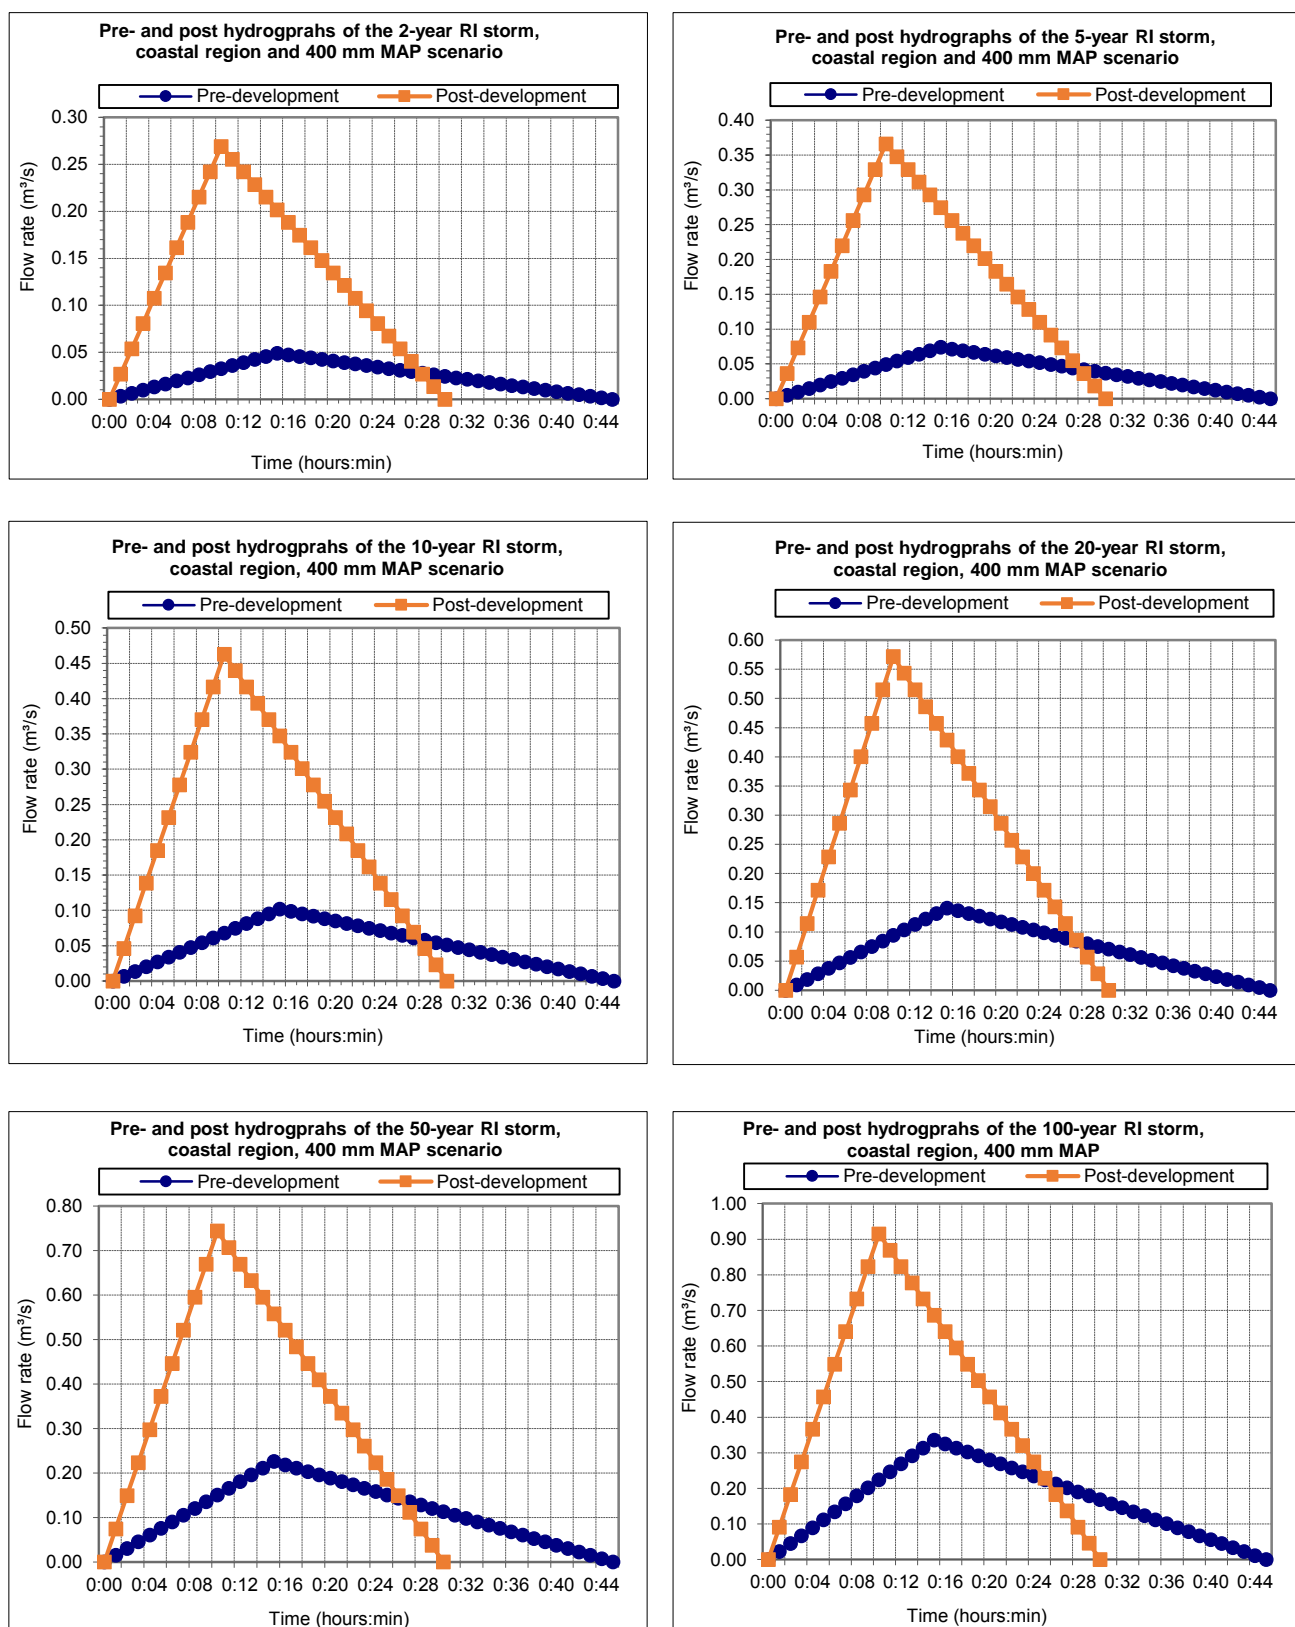 Pre- and post hydrogprahs of the 2-year RI storm,
coastal region and 400 mm MAP scenario
Pre-development Post-development
0.30
0.25
0.20
0.15
0.10
0.05
0.00
Flow rate (m³/s)
0:00 0:04 0:08 0:12 0:16 0:20 0:24 0:28 0:32 0:36 0:40 0:44
Time (hours:min)
Pre- and post hydrographs of the 5-year RI storm,
coastal region and 400 mm MAP scenario
Pre-development Post-development
0.40
0.35
0.30
0.25
0.20
0.15
0.10
0.05
0.00
Flow rate (m³/s)
0:00 0:04 0:08 0:12 0:16 0:20 0:24 0:28 0:32 0:36 0:40 0:44
Time (hours:min)
Pre- and post hydrogprahs of the 10-year RI storm,
coastal region, 400 mm MAP scenario
Pre-development Post-development
0.50
0.45
0.40
0.35
0.30
0.25
0.20
0.15
0.10
0.05
0.00
Flow rate (m³/s)
0:00 0:04 0:08 0:12 0:16 0:20 0:24 0:28 0:32 0:36 0:40 0:44
Time (hours:min)
Pre- and post hydrogprahs of the 20-year RI storm,
coastal region, 400 mm MAP scenario
Pre-development Post-development
0.60
0.55
0.50
0.45
0.40
0.35
0.30
0.25
0.20
0.15
0.10
0.05
0.00
Flow rate (m³/s)
0:00 0:04 0:08 0:12 0:16 0:20 0:24 0:28 0:32 0:36 0:40 0:44
Time (hours:min)
Pre- and post hydrogprahs of the 50-year RI storm,
coastal region, 400 mm MAP scenario
Pre-development Post-development
0.80
0.70
0.60
0.50
0.40
0.30
0.20
0.10
0.00
Flow rate (m³/s)
0:00 0:04 0:08 0:12 0:16 0:20 0:24 0:28 0:32 0:36 0:40 0:44
Time (hours:min)
Pre- and post hydrogprahs of the 100-year RI storm,
coastal region, 400 mm MAP
Pre-development Post-development
1.00
0.90
0.80
0.70
0.60
0.50
0.40
0.30
0.20
0.10
0.00
Flow rate (m³/s)
0:00 0:04 0:08 0:12 0:16 0:20 0:24 0:28 0:32 0:36 0:40 0:44
Time (hours:min)